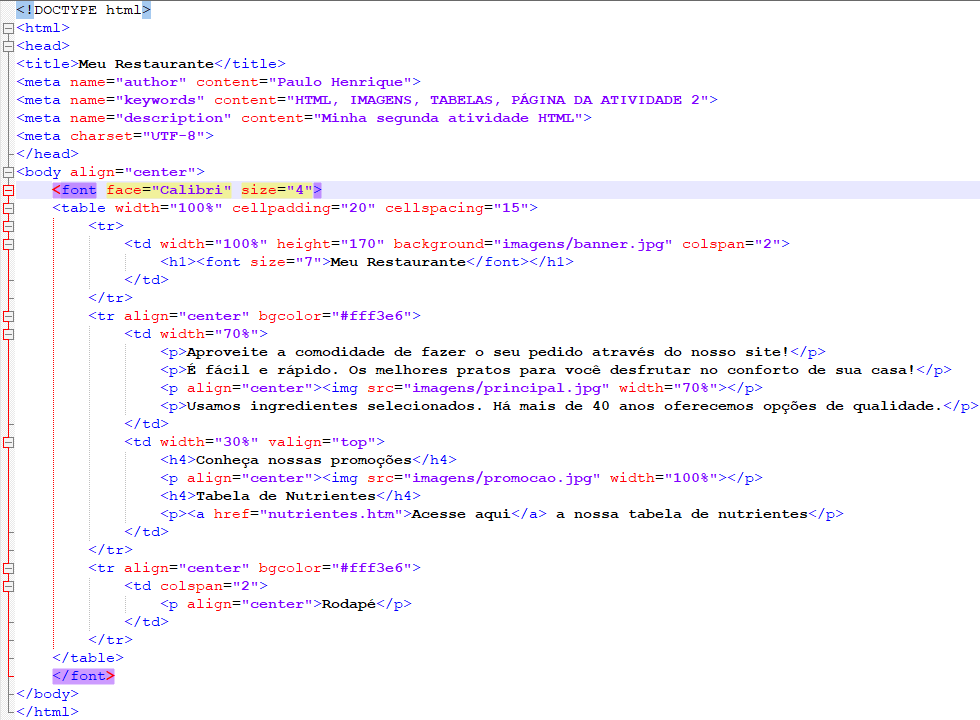 <!DOCTYPE html>
<html>
<head>
<title>Meu Restaurante</title>
<meta name="author" content="Paulo Henrique">
<meta name="keywords" content="HTML, IMAGENS, TABELAS, PÁGINA DA ATIVIDADE 2">
<meta name="description" content="Minha segunda atividade HTML">
<meta charset="UTF-8">
</head>
<body align="center">
    <font face="Calibri" size="4">
    <table width="100%" cellpadding="20" cellspacing="15">
        <tr>
            <td width="100%" height="170" background="imagens/banner.jpg" colspan="2">
                <h1><font size="7">Meu Restaurante</font></h1>
            </td>
        </tr>
        <tr align="center" bgcolor="#fff3e6">
            <td width="70%">
                <p>Aproveite a comodidade de fazer o seu pedido através do nosso site!</p>
                <p>É fácil e rápido. Os melhores pratos para você desfrutar no conforto de sua casa!</p>
                <p align="center"><img src="imagens/principal.jpg" width="70%"></p>
                <p>Usamos ingredientes selecionados. Há mais de 40 anos oferecemos opções de qualidade.</p>
            </td>
            <td width="30%" valign="top">
                <h4>Conheça nossas promoções</h4>
                <p align="center"><img src="imagens/promocao.jpg" width="100%"></p>
                <h4>Tabela de Nutrientes</h4>
                <p><a href="nutrientes.htm">Acesse aqui</a> a nossa tabela de nutrientes</p>
            </td>
        </tr>
        <tr align="center" bgcolor="#fff3e6">
            <td colspan="2">
                <p align="center">Rodapé</p>
            </td>
        </tr>
    </table>
    </font>
</body>
</html>